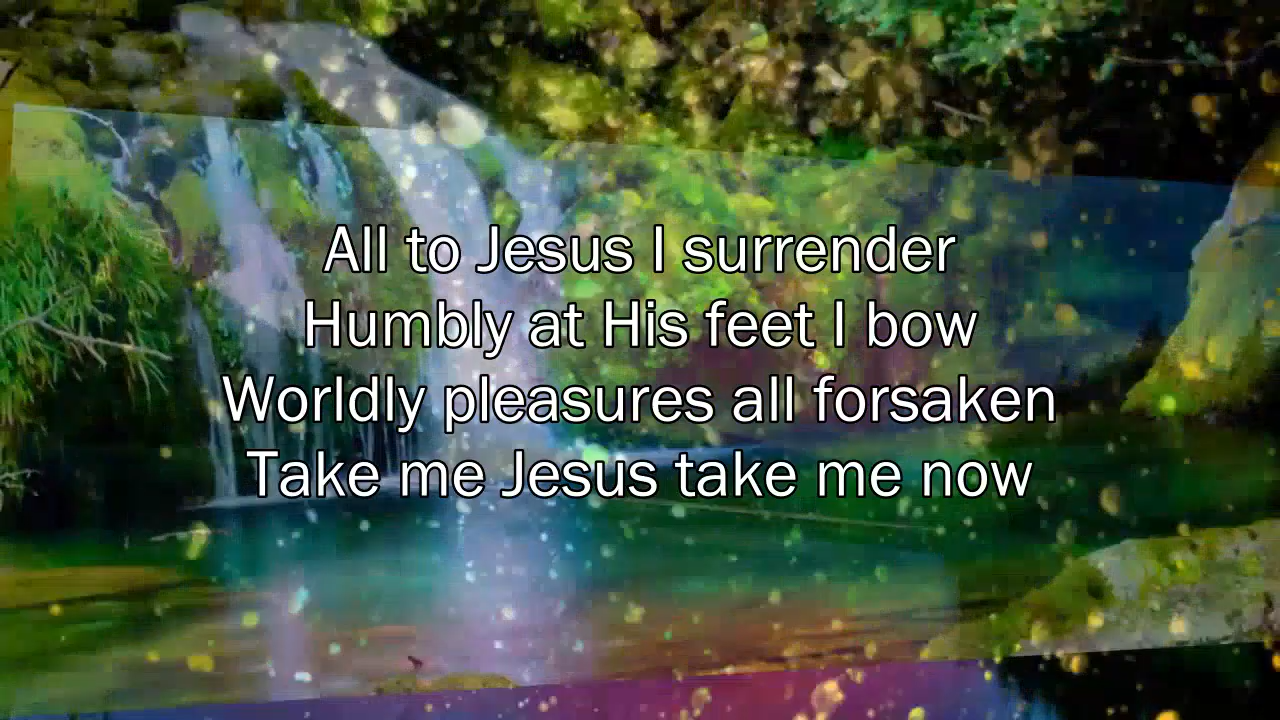 All to Jesus I surrender
Humbly at His feet I bow
Worldly pleasures all forsaken
Take me Jesus take me now